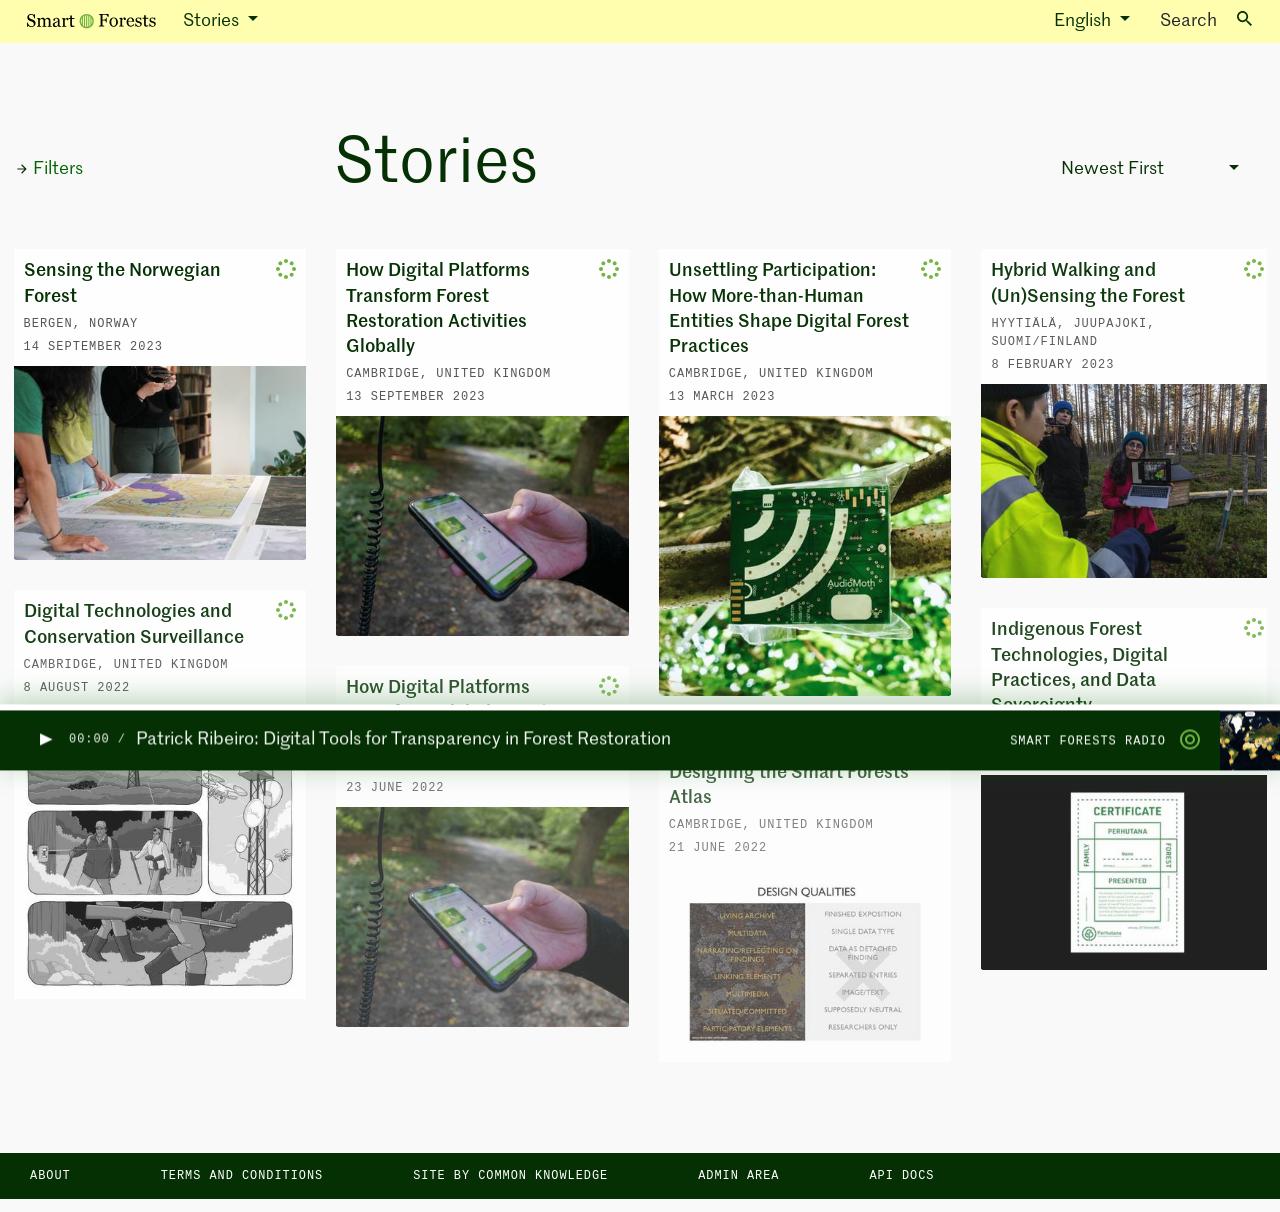 Smart Forests
Stories
English
Search
Filters
Stories
Newest First
Sensing the Norwegian
Forest
BERGEN, NORWAY
14 SEPTEMBER 2023
How Digital Platforms
Transform Forest
Restoration Activities
Globally
CAMBRIDGE, UNITED KINGDOM
13 SEPTEMBER 2023
Unsettling Participation:
How More-than-Human
Entities Shape Digital Forest
Practices
CAMBRIDGE, UNITED KINGDOM
13 MARCH 2023
AudioMoth
Hybrid Walking and
(Un)Sensing the Forest
HYYTIÄLÄ, JUUPAJOKI,
SUOMI/FINLAND
8 FEBRUARY 2023
Digital Technologies and
Conservation Surveillance
CAMBRIDGE, UNITED KINGDOM
8 AUGUST 2022
How Digital Platforms
Indigenous Forest
Technologies, Digital
Practices, and Data
Sovereignty
00:00 /
Patrick Ribeiro: Digital Tools for Transparency in Forest Restoration
SMART FORESTS RADIO
23 JUNE 2022
Designing the Smart Forests
Atlas
CAMBRIDGE, UNITED KINGDOM
21 JUNE 2022
DESIGN QUALITIES
LIVING ARCHIVE
MULTIDATA
NARRATING/REFLECTING ON
FINDINGS
LINKING ELEMENTS
MULTIMEDIA
SITUATED/COMMITTED
PARTICIPATORY ELEMENTS
FINISHED EXPOSITION
SINGLE DATA TYPE
DATA AS DETACHED
FINDING
SEPARATED ENTRIES
IMAGE/TEXT
SUPPOSEDLY NEUTRAL
RESEARCHERS ONLY
CERTIFICATE
PERHUTANA
FAMILY
Name
FOREST
PRESENTED
Perhutana
ABOUT
TERMS AND CONDITIONS
SITE BY COMMON KNOWLEDGE
ADMIN AREA
API DOCS